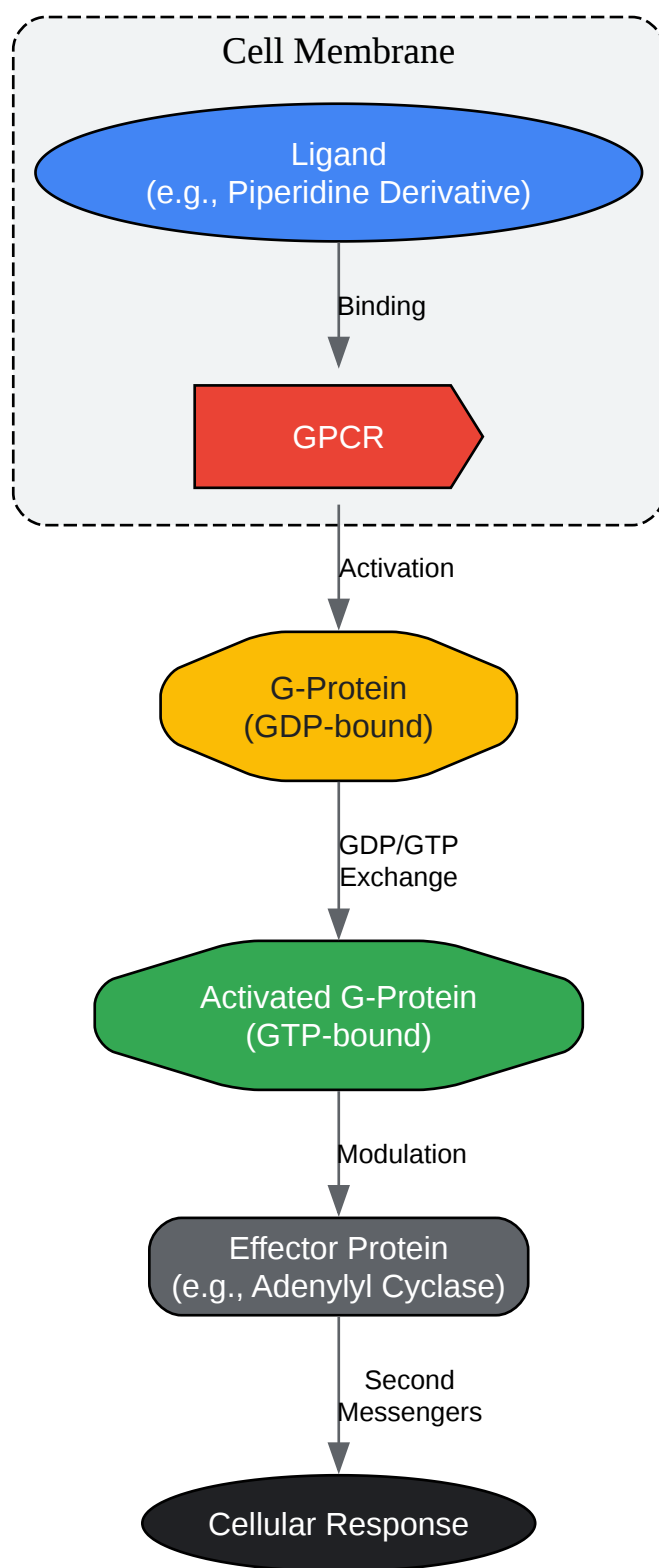 Cell Membrane
Ligand
(e.g., Piperidine Derivative)
Binding
GPCR
Activation
G-Protein
(GDP-bound)
GDP/GTP
Exchange
Activated G-Protein
(GTP-bound)
Modulation
Effector Protein
(e.g., Adenylyl Cyclase)
Second
Messengers
Cellular Response